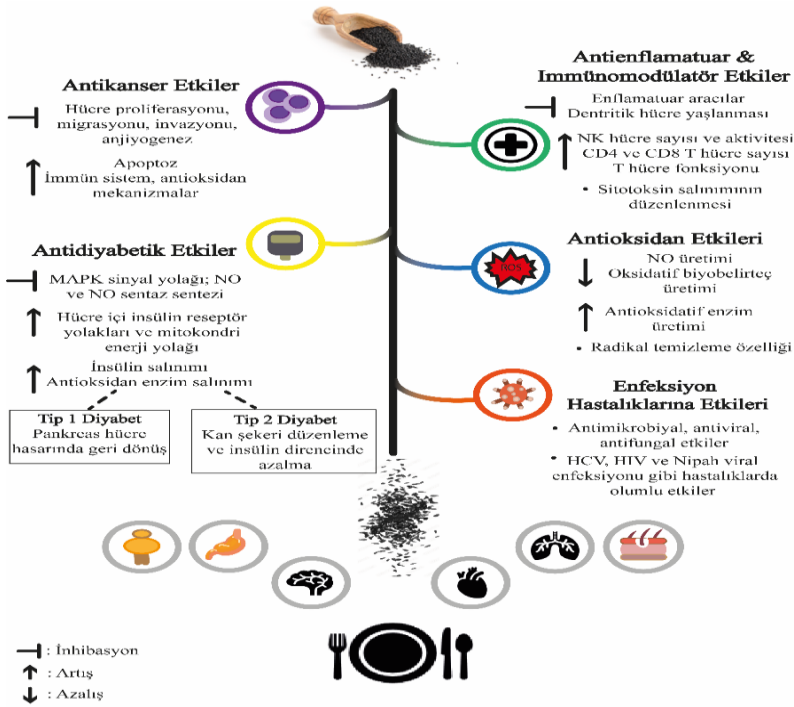 Antikanser Etkiler
Hücre proliferasyonu,
migrasyonu, invazyonu,
anjiyogenez
Apoptoz
İmmün sistem, antioksidan
mekanizmalar
Antidiyabetik Etkiler
MAPK sinyal yolağı; NO
ve NO sentaz sentezi
Hücre içi insülin reseptör
yolakları ve mitokondri
enerji yolağı
İnsülin salınımı
Antioksidan enzim salınımı
Tip 1 Diyabet
Pankreas hücre
hasarında geri dönüş
Tip 2 Diyabet
Kan şekeri düzenleme
ve insülin direncinde
azalma
Antienflamatuar &
İmmünomodülatör Etkiler
Enflamatuar aracılar
Dentritik hücre yaşlanması
NK hücre sayısı ve aktivitesi
CD4 ve CD8 T hücre sayısı
T hücre fonksiyonu
• Sitotoksin salınımının
düzenlenmesi
Antioksidan Etkileri
ROS
NO üretimi
Oksidatif biyobelirteç
üretimi
Antioksidatif enzim
üretimi
• Radikal temizleme özelliği
Enfeksiyon
Hastalıklarına Etkileri
• Antimikrobiyal, antiviral,
antifungal etkiler
• HCV, HIV ve Nipah viral
enfeksiyonu gibi hastalıklarda
olumlu etkiler
: İnhibasyon
: Artış
: Azalış